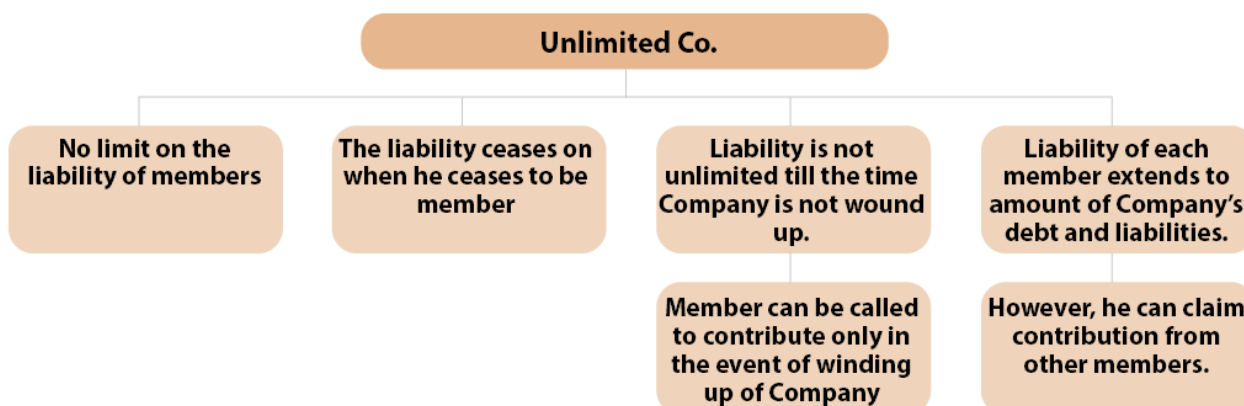 Unlimited Co.
No limit on the
liability of members
The liability ceases on
when he ceases to be
member
Liability is not
unlimited till the time
Company is not wound
up.
Member can be called
to contribute only in
the event of winding
up of Company
Liability of each
member extends to
amount of Company’s
debt and liabilities.
However, he can claim
contribution from
other members.